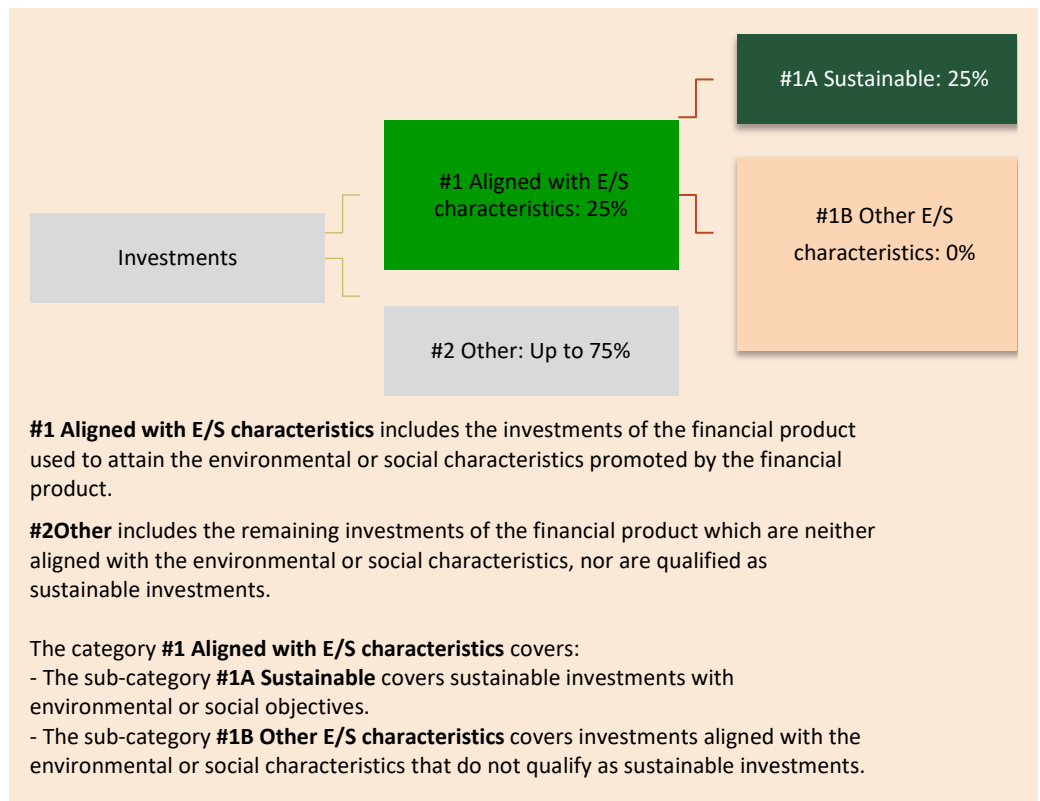 #1A Sustainable: 25%
#1 Aligned with E/S
characteristics: 25%
#1B Other E/S
characteristics: 0%
Investments
#2 Other: Up to 75%
#1 Aligned with E/S characteristics includes the investments of the financial product
used to attain the environmental or social characteristics promoted by the financial
product.
#2Other includes the remaining investments of the financial product which are neither
aligned with the environmental or social characteristics, nor are qualified as
sustainable investments.
The category #1 Aligned with E/S characteristics covers:
- The sub-category #1A Sustainable covers sustainable investments with
environmental or social objectives.
- The sub-category #1B Other E/S characteristics covers investments aligned with the
environmental or social characteristics that do not qualify as sustainable investments.